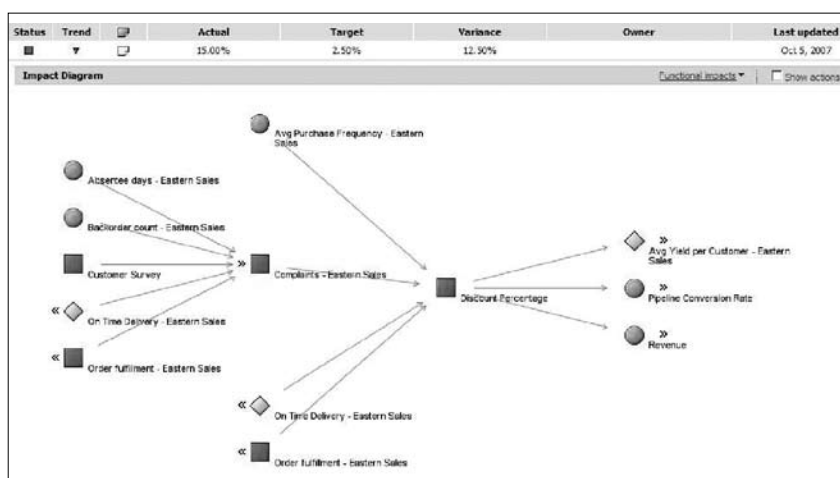 Status Trend Actual Target Variance Owner Last updated
15.00% 2.50% 12.50% Oct 5, 2007
Impact Diagram Functional impacts Show actions
Avg Purchase Frequency - Eastern
Sales
Absentee days - Eastern Sales
Backorder count - Eastern Sales
Customer Survey
» Complaints - Eastern Sales
« On Time Delivery - Eastern Sales
« Order fulfilment - Eastern Sales
Discount Percentage
»
Avg Yield per Customer - Eastern
Sales
»
Pipeline Conversion Rate
»
Revenue
« On Time Delivery - Eastern Sales
« Order fulfilment - Eastern Sales